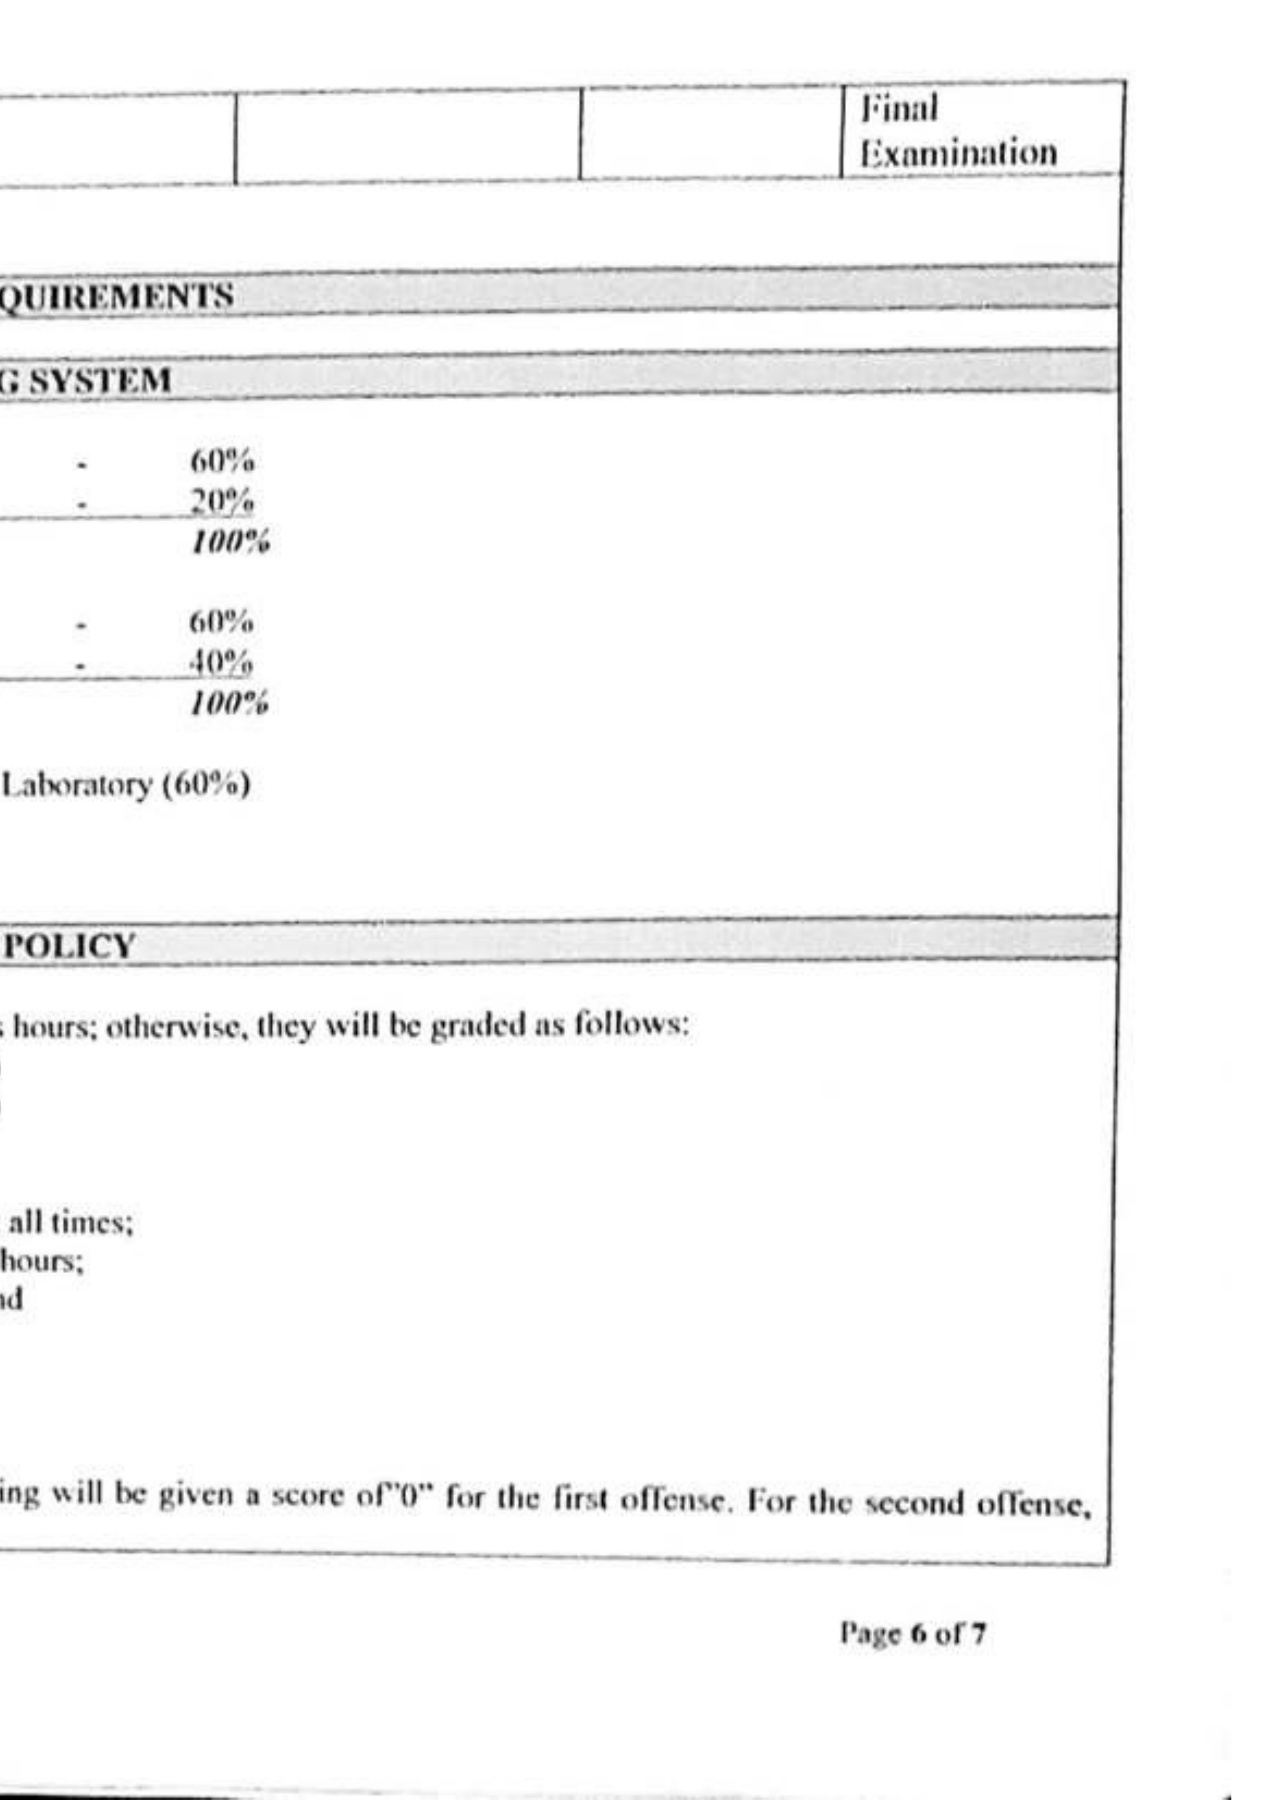 Final
Examination
QUIREMENTS
G SYSTEM
- 60%
- 20%
100%
- 60%
- 40%
100%
Laboratory (60%)
POLICY
s hours; otherwise, they will be graded as follows:
all times;
hours;
nd
ing will be given a score of"0" for the first offense. For the second offense,
Page 6 of 7